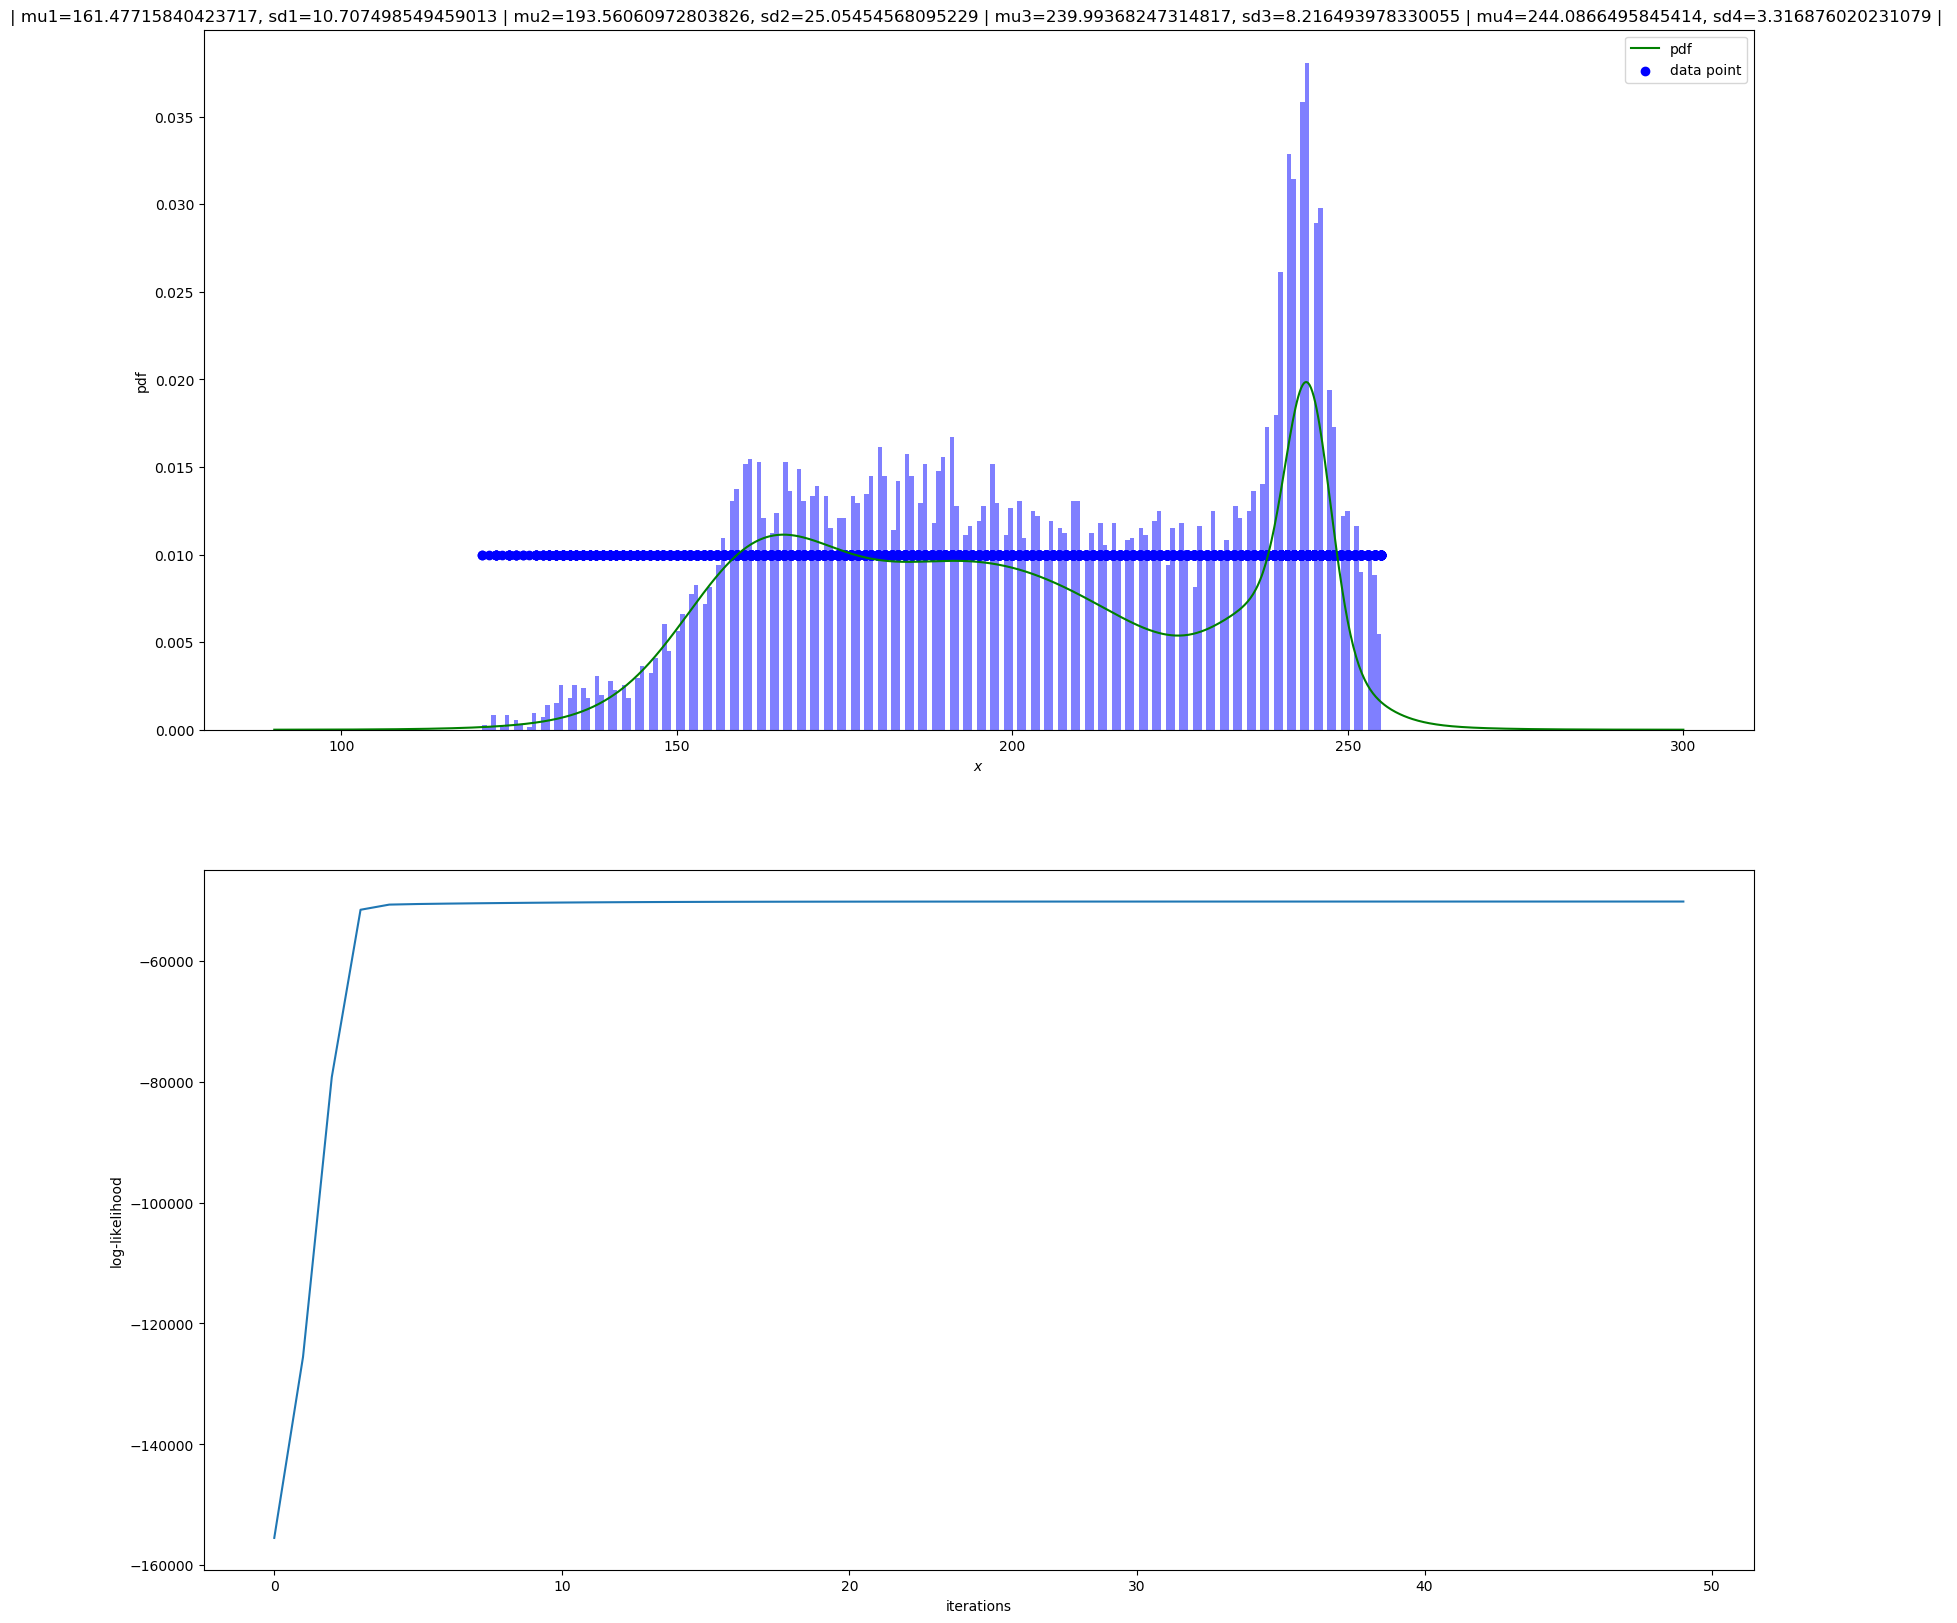 | mu1=161.47715840423717, sd1=10.707498549459013 | mu2=193.56060972803826, sd2=25.05454568095229 | mu3=239.99368247314817, sd3=8.216493978330055 | mu4=244.0866495845414, sd4=3.316876020231079 |
pdf
data point
0.035
0.030
0.025
0.020
0.015
0.010
0.005
0.000
pdf
100 150 200 250 300
x
−60000
−80000
−100000
−120000
−140000
−160000
log-likelihood
0 10 20 30 40 50
iterations